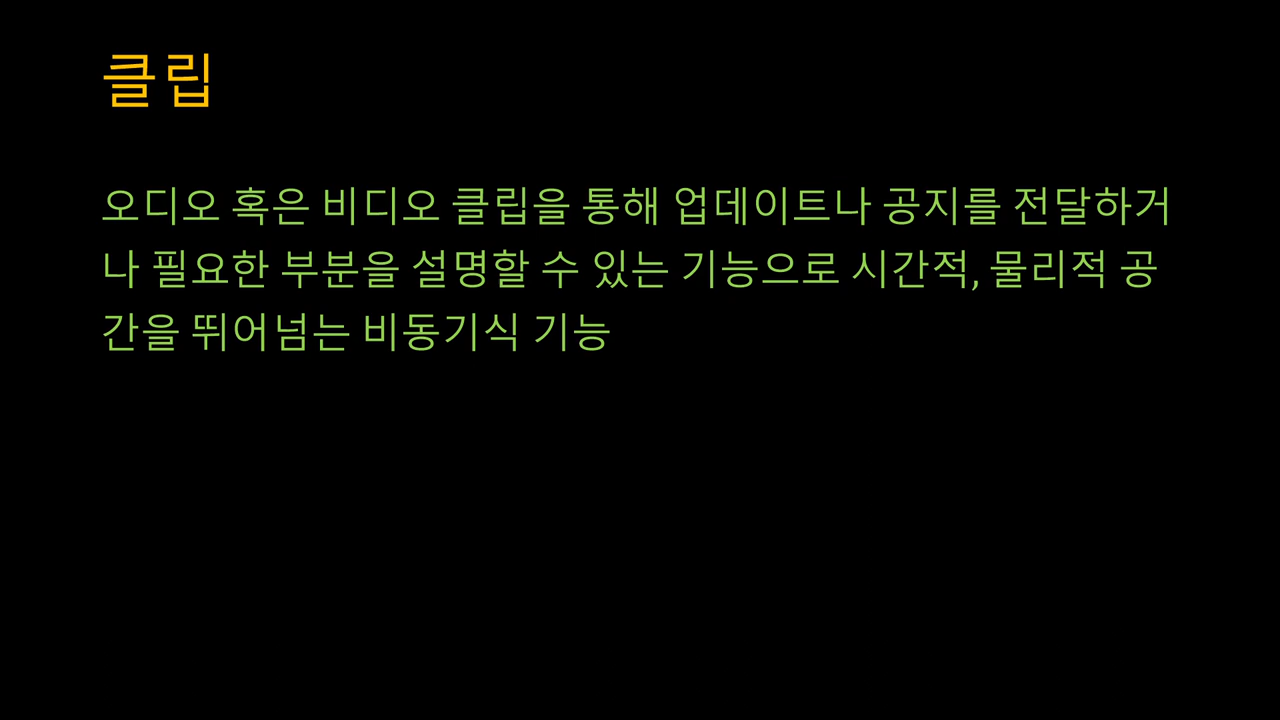 클립
오디오 혹은 비디오 클립을 통해 업데이트나 공지를 전달하거
나 필요한 부분을 설명할 수 있는 기능으로 시간적, 물리적 공
간을 뛰어넘는 비동기식 기능